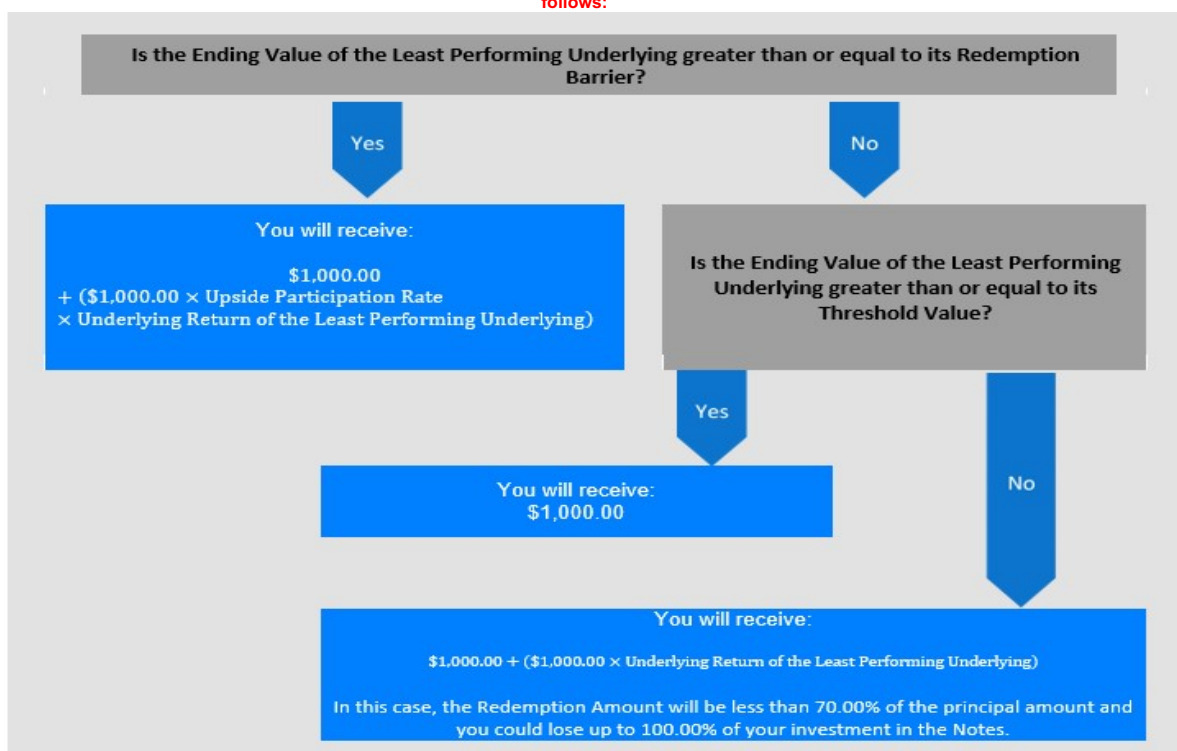 follows:
Is the Ending Value of the Least Performing Underlying greater than or equal to its Redemption
Barrier?
Yes
No
You will receive:
$1,000.00
+ ($1,000.00 × Upside Participation Rate
× Underlying Return of the Least Performing Underlying)
Is the Ending Value of the Least Performing
Underlying greater than or equal to its
Threshold Value?
Yes
No
You will receive:
$1,000.00
You will receive:
$1,000.00 + ($1,000.00 × Underlying Return of the Least Performing Underlying)
In this case, the Redemption Amount will be less than 70.00% of the principal amount and
you could lose up to 100.00% of your investment in the Notes.